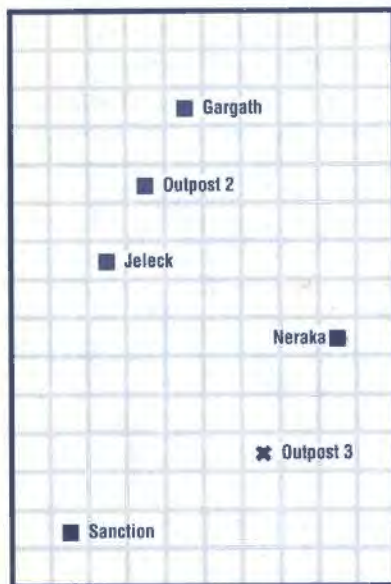 Gargath
Outpost 2
Jeleck
Neraka
Outpost 3
Sanction